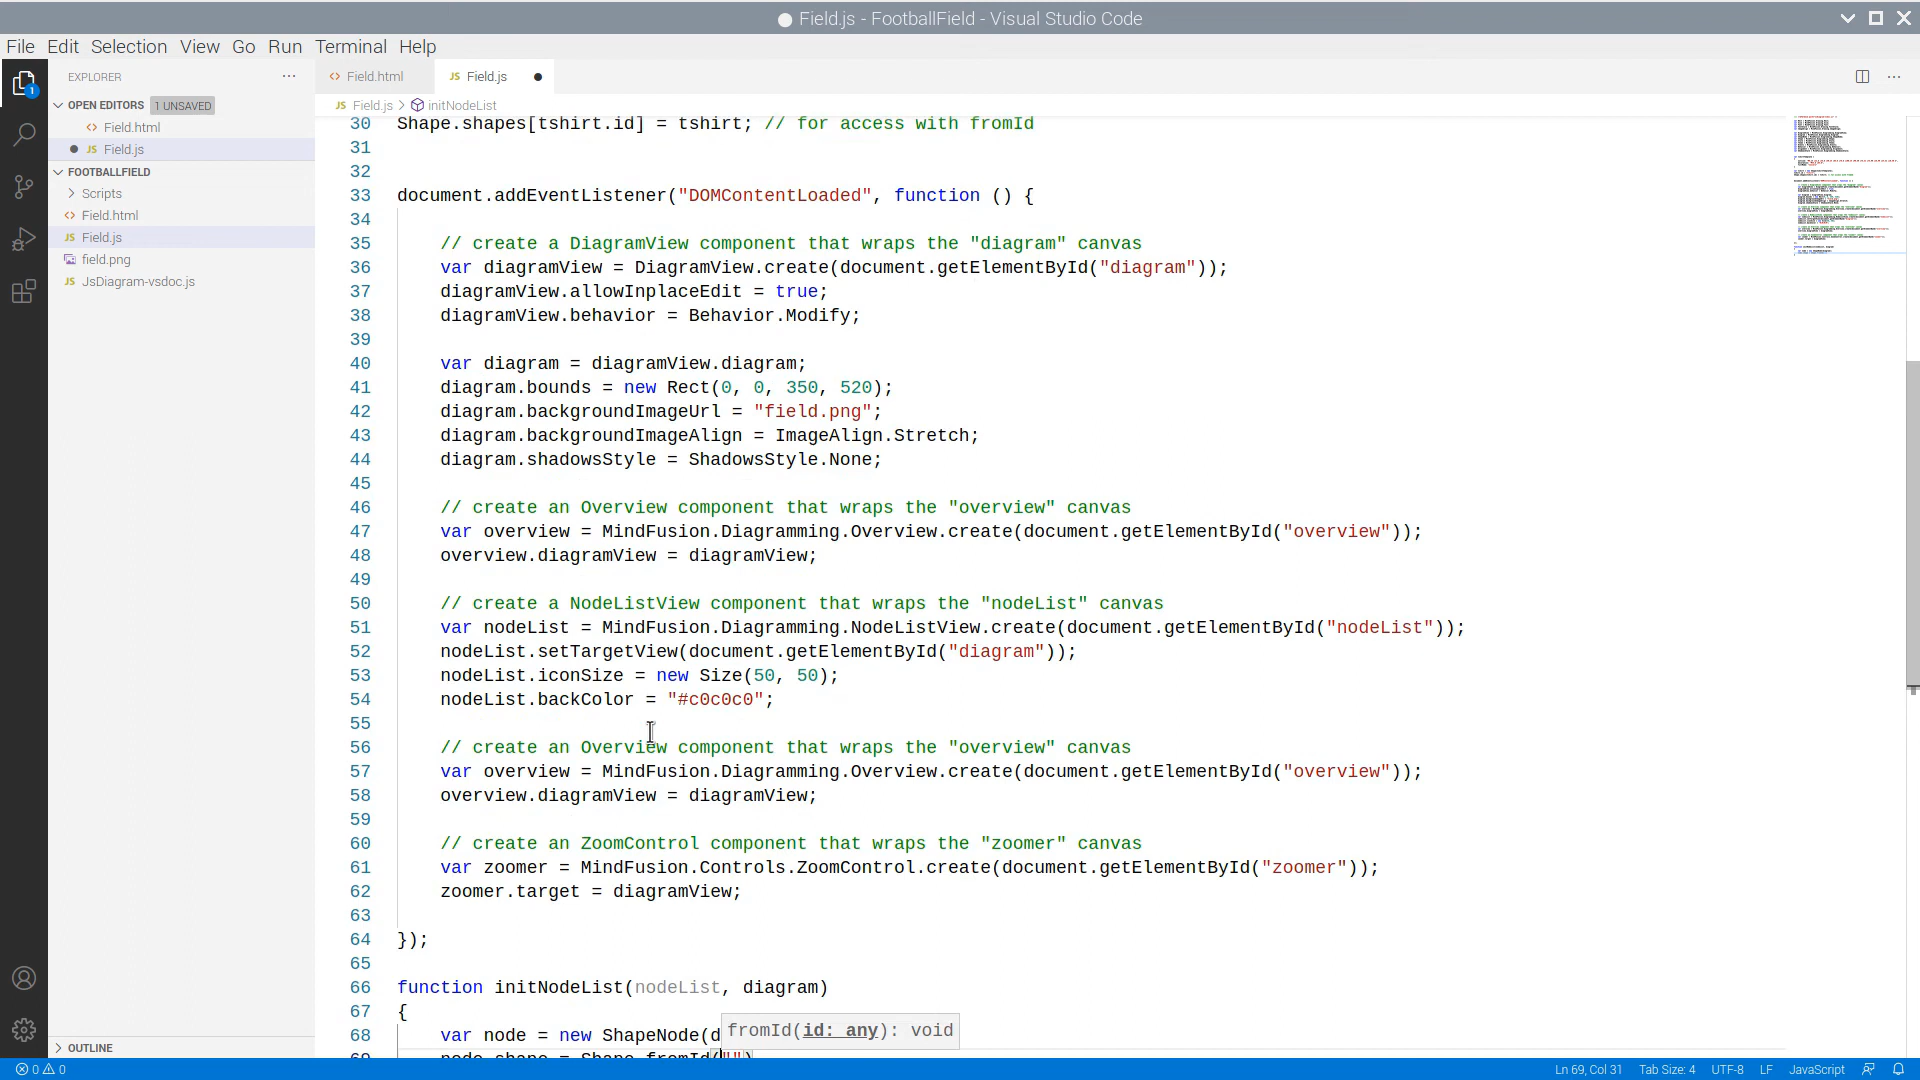 Field.js - FootballField - Visual Studio Code
File Edit Selection View Go Run Terminal Help
EXPLORER
Field.html
Field.js
OPEN EDITORS 1 UNSAVED
Field.html
Field.js
FOOTBALLFIELD
Scripts
Field.html
Field.js
field.png
JsDiagram-vsdoc.js
OUTLINE
JS Field.js > initNodeList
30 Shape.shapes[tshirt.id] = tshirt; // for access with fromId
31
32
33 document.addEventListener("DOMContentLoaded", function () {
34
35 // create a DiagramView component that wraps the "diagram" canvas
36 var diagramView = DiagramView.create(document.getElementById("diagram"));
37 diagramView.allowInplaceEdit = true;
38 diagramView.behavior = Behavior.Modify;
39
40 var diagram = diagramView.diagram;
41 diagram.bounds = new Rect(0, 0, 350, 520);
42 diagram.backgroundImageUrl = "field.png";
43 diagram.backgroundImageAlign = ImageAlign.Stretch;
44 diagram.shadowsStyle = ShadowsStyle.None;
45
46 // create an Overview component that wraps the "overview" canvas
47 var overview = MindFusion.Diagramming.Overview.create(document.getElementById("overview"));
48 overview.diagramView = diagramView;
49
50 // create a NodeListView component that wraps the "nodeList" canvas
51 var nodeList = MindFusion.Diagramming.NodeListView.create(document.getElementById("nodeList"));
52 nodeList.setTargetView(document.getElementById("diagram"));
53 nodeList.iconSize = new Size(50, 50);
54 nodeList.backColor = "#c0c0c0";
55
56 // create an Overview component that wraps the "overview" canvas
57 var overview = MindFusion.Diagramming.Overview.create(document.getElementById("overview"));
58 overview.diagramView = diagramView;
59
60 // create an ZoomControl component that wraps the "zoomer" canvas
61 var zoomer = MindFusion.Controls.ZoomControl.create(document.getElementById("zoomer"));
62 zoomer.target = diagramView;
63
64 });
65
66 function initNodeList(nodeList, diagram)
67 {
68 var node = new ShapeNode(d
fromId(id: any): void
69 node.shape = Shape.fromId("")
0 0
Ln 69, Col 31 Tab Size: 4 UTF-8 LF JavaScript